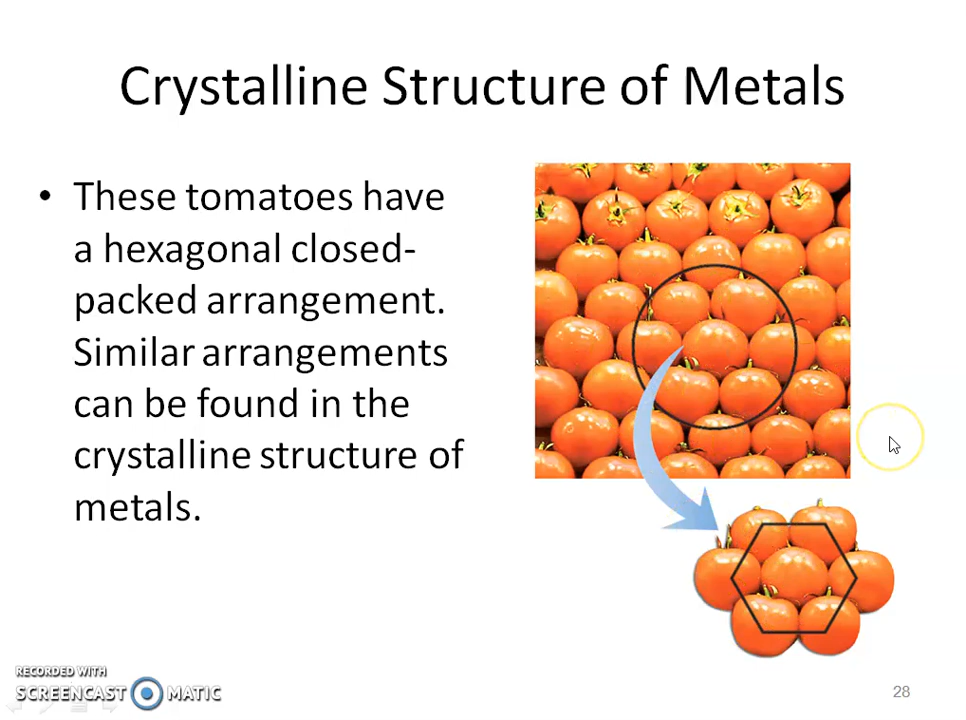 Crystalline Structure of Metals
• These tomatoes have
a hexagonal closed-
packed arrangement.
Similar arrangements
can be found in the
crystalline structure of
metals.
RECORDED WITH
SCREENCAST MATIC
28